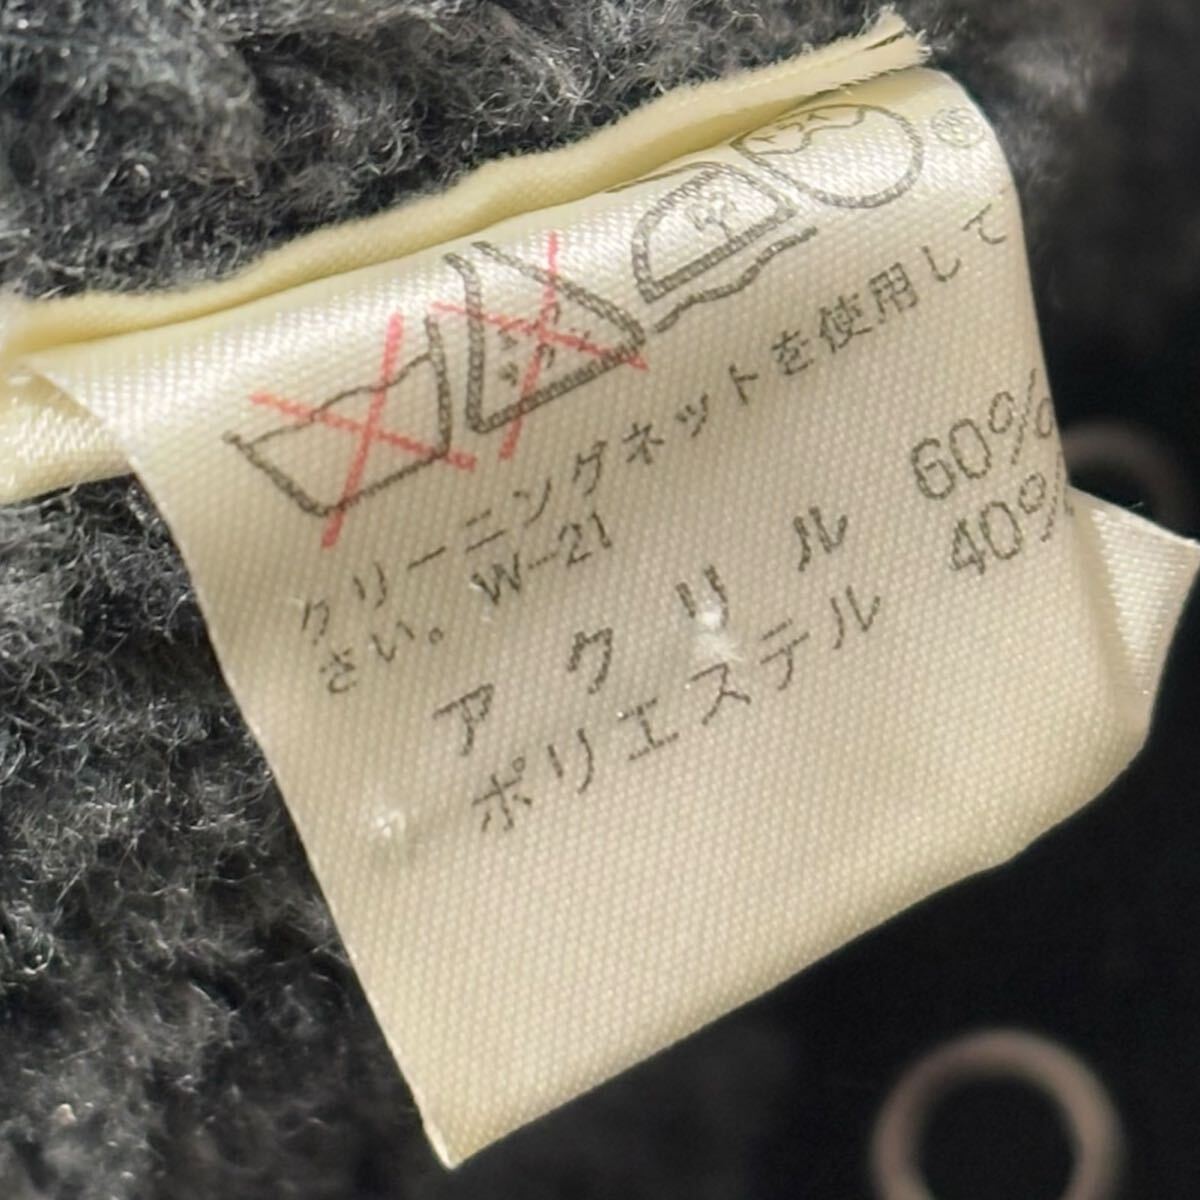 クリーニングネットを使用して
さい。 W-21
アクリル 60%
ポリエステル 40%